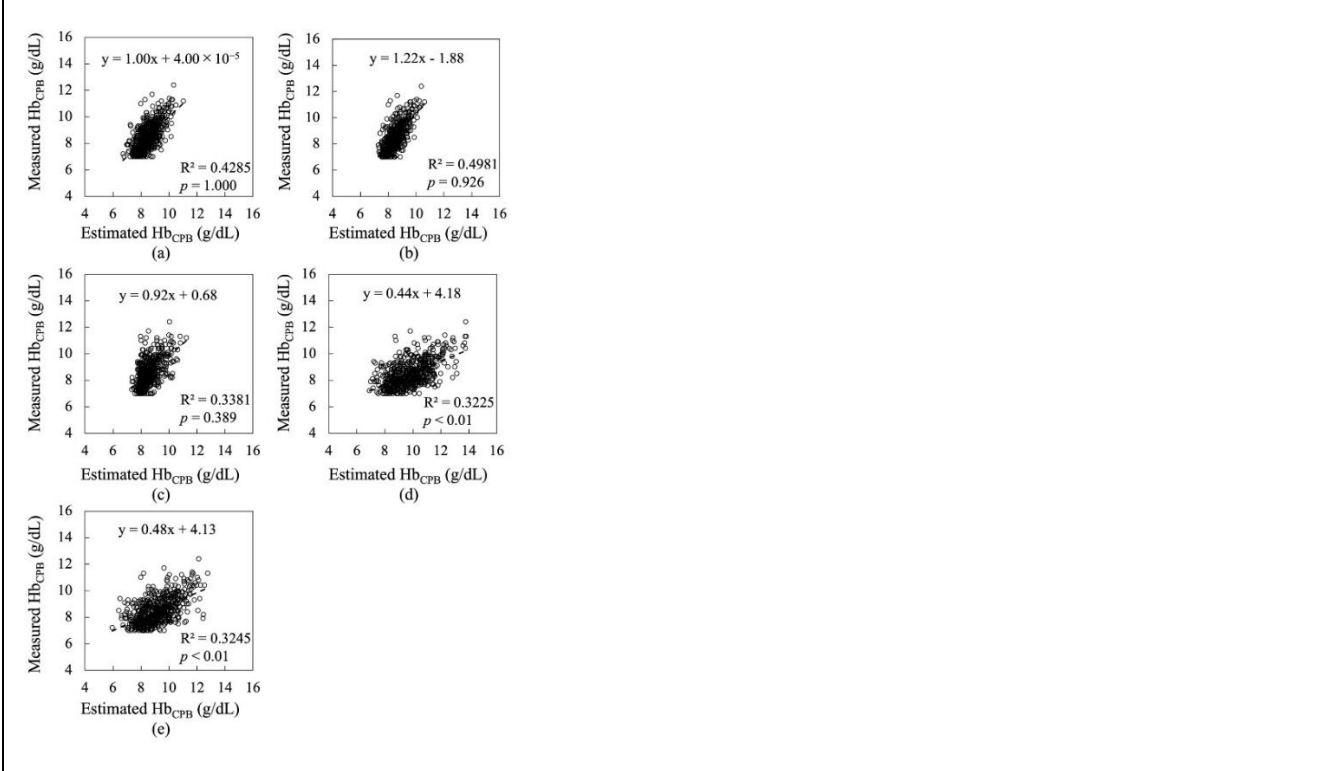 Measured Hb_CPB (g/dL)
16
14
12
10
8
6
4
y = 1.00x + 4.00 × 10⁻⁵
R² = 0.4285
p = 1.000
4 6 8 10 12 14 16
Estimated Hb_CPB (g/dL)
(a)
Measured Hb_CPB (g/dL)
16
14
12
10
8
6
4
y = 1.22x - 1.88
R² = 0.4981
p = 0.926
4 6 8 10 12 14 16
Estimated Hb_CPB (g/dL)
(b)
Measured Hb_CPB (g/dL)
16
14
12
10
8
6
4
y = 0.92x + 0.68
R² = 0.3381
p = 0.389
4 6 8 10 12 14 16
Estimated Hb_CPB (g/dL)
(c)
Measured Hb_CPB (g/dL)
16
14
12
10
8
6
4
y = 0.44x + 4.18
R² = 0.3225
p < 0.01
4 6 8 10 12 14 16
Estimated Hb_CPB (g/dL)
(d)
Measured Hb_CPB (g/dL)
16
14
12
10
8
6
4
y = 0.48x + 4.13
R² = 0.3245
p < 0.01
4 6 8 10 12 14 16
Estimated Hb_CPB (g/dL)
(e)